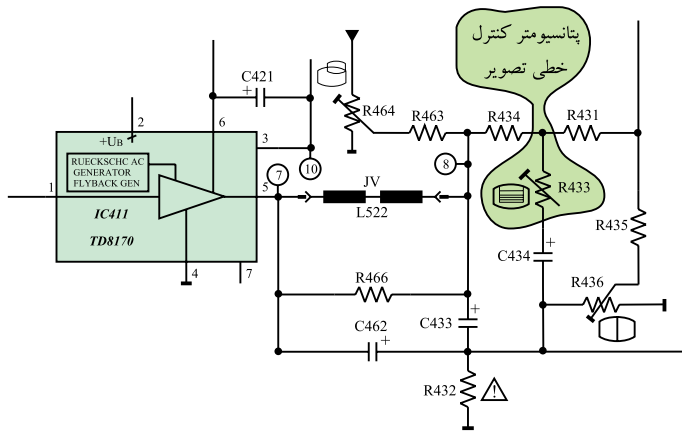 پتانسیومتر کنترل
خطی تصویر
C421
+
R464
R463
R434
R431
2
6
+UB
3
RUECKSCHC AC
GENERATOR
FLYBACK GEN
10
7
8
1
5
JV
L522
R433
IC411
TD8170
4
7
R435
+
C434
R466
R436
C462
+
C433
+
R432
!